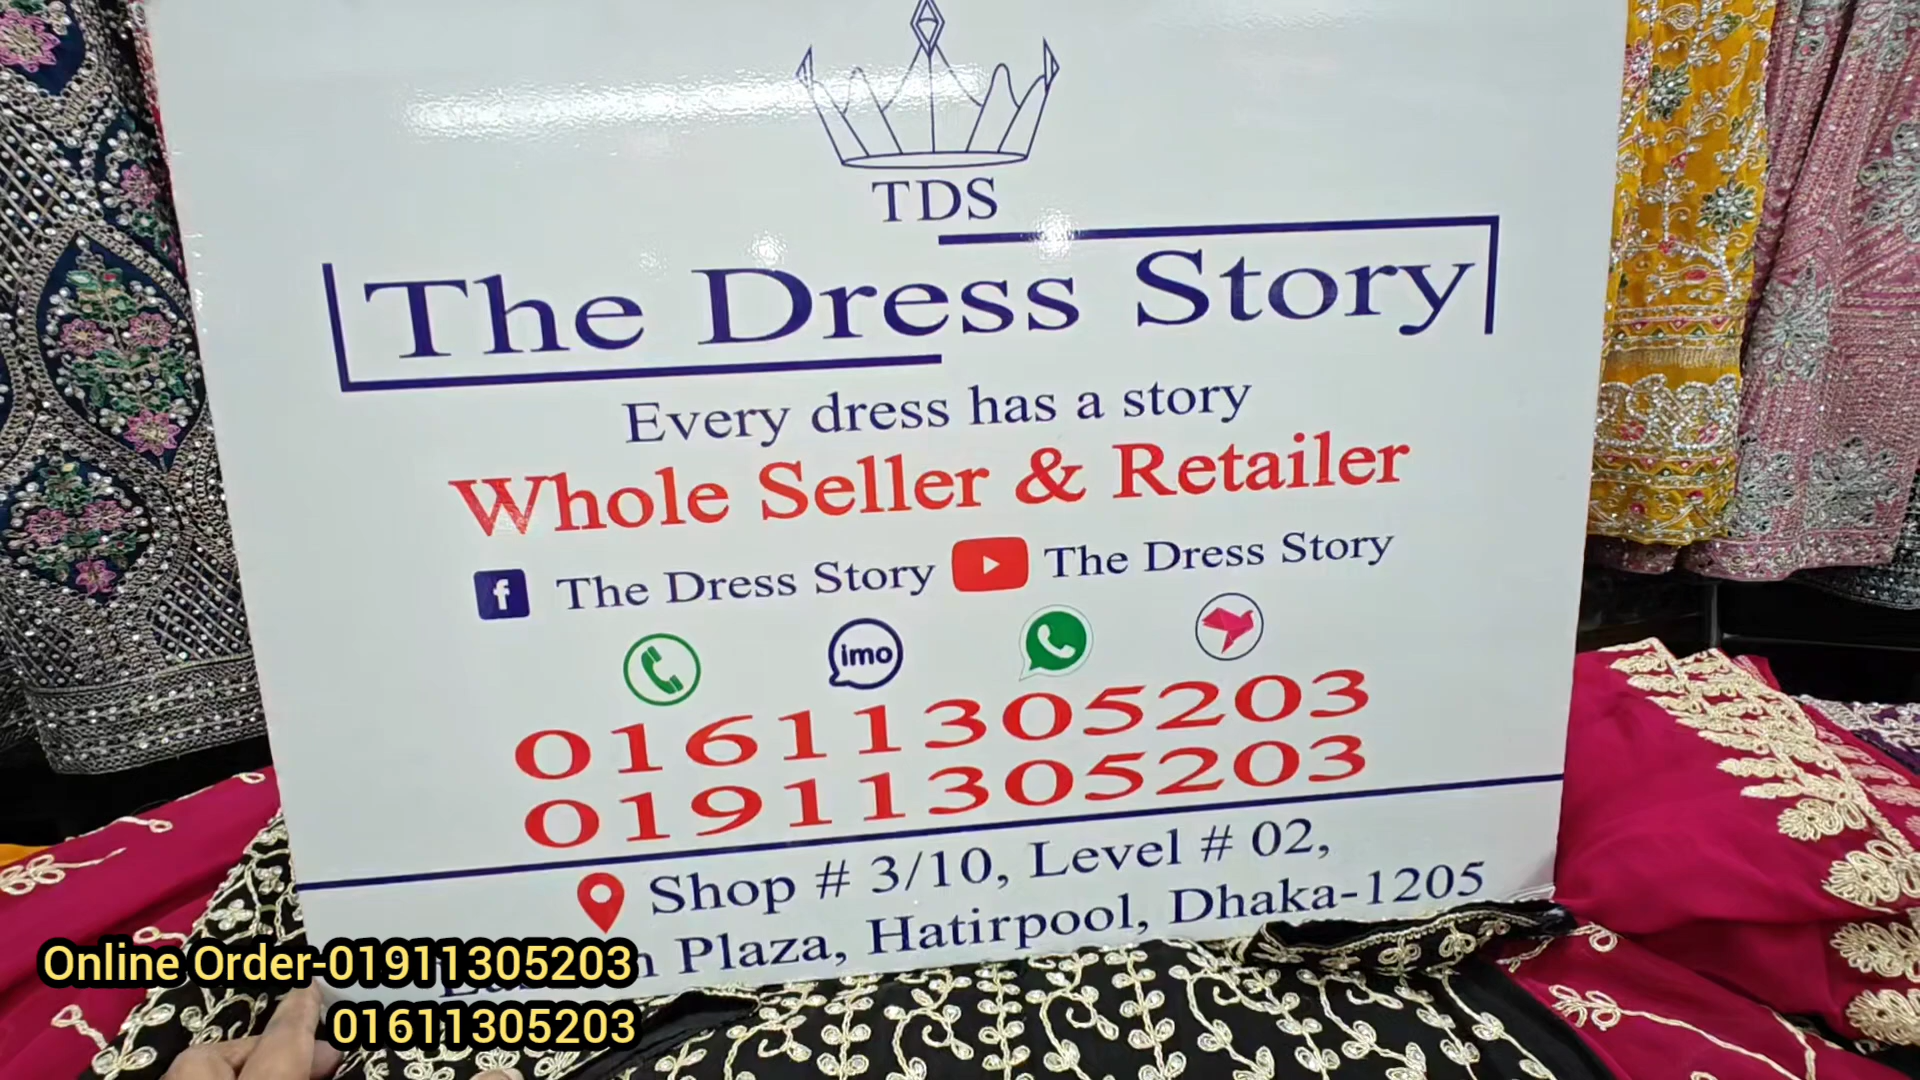 TDS
The Dress Story
Every dress has a story
Whole Seller & Retailer
f The Dress Story The Dress Story
imo
01611305203
01911305203
Shop # 3/10, Level # 02,
Plaza, Hatirpool, Dhaka-1205
Online Order-01911305203
01611305203